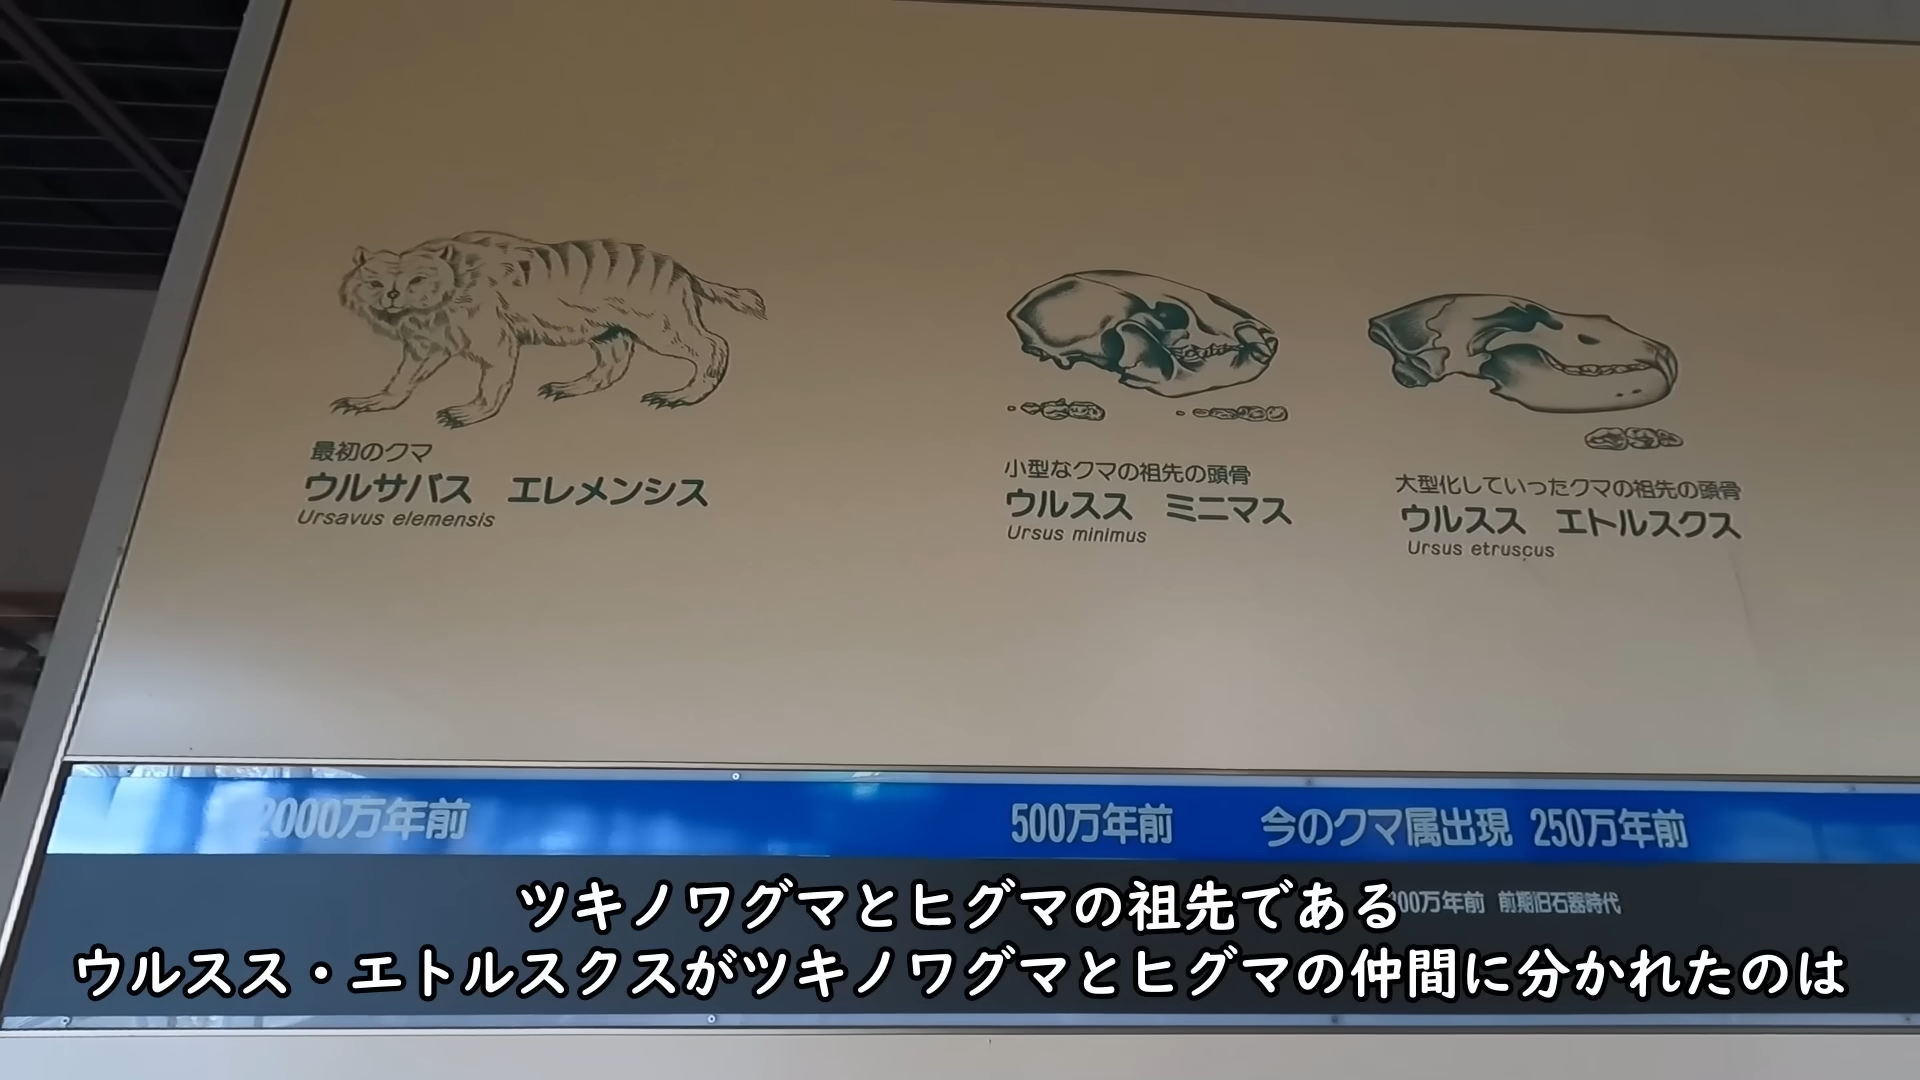 最初のクマ
ウルサバス エレメンシス
Ursavus elemensis
小型なクマの祖先の頭骨
ウルスス ミニマス
Ursus minimus
大型化していったクマの祖先の頭骨
ウルスス エトルスクス
Ursus etruscus
2000万年前
500万年前
今のクマ属出現 250万年前
00万年前 前期旧石器時代
ツキノワグマとヒグマの祖先である
ウルスス・エトルスクスがツキノワグマとヒグマの仲間に分かれたのは